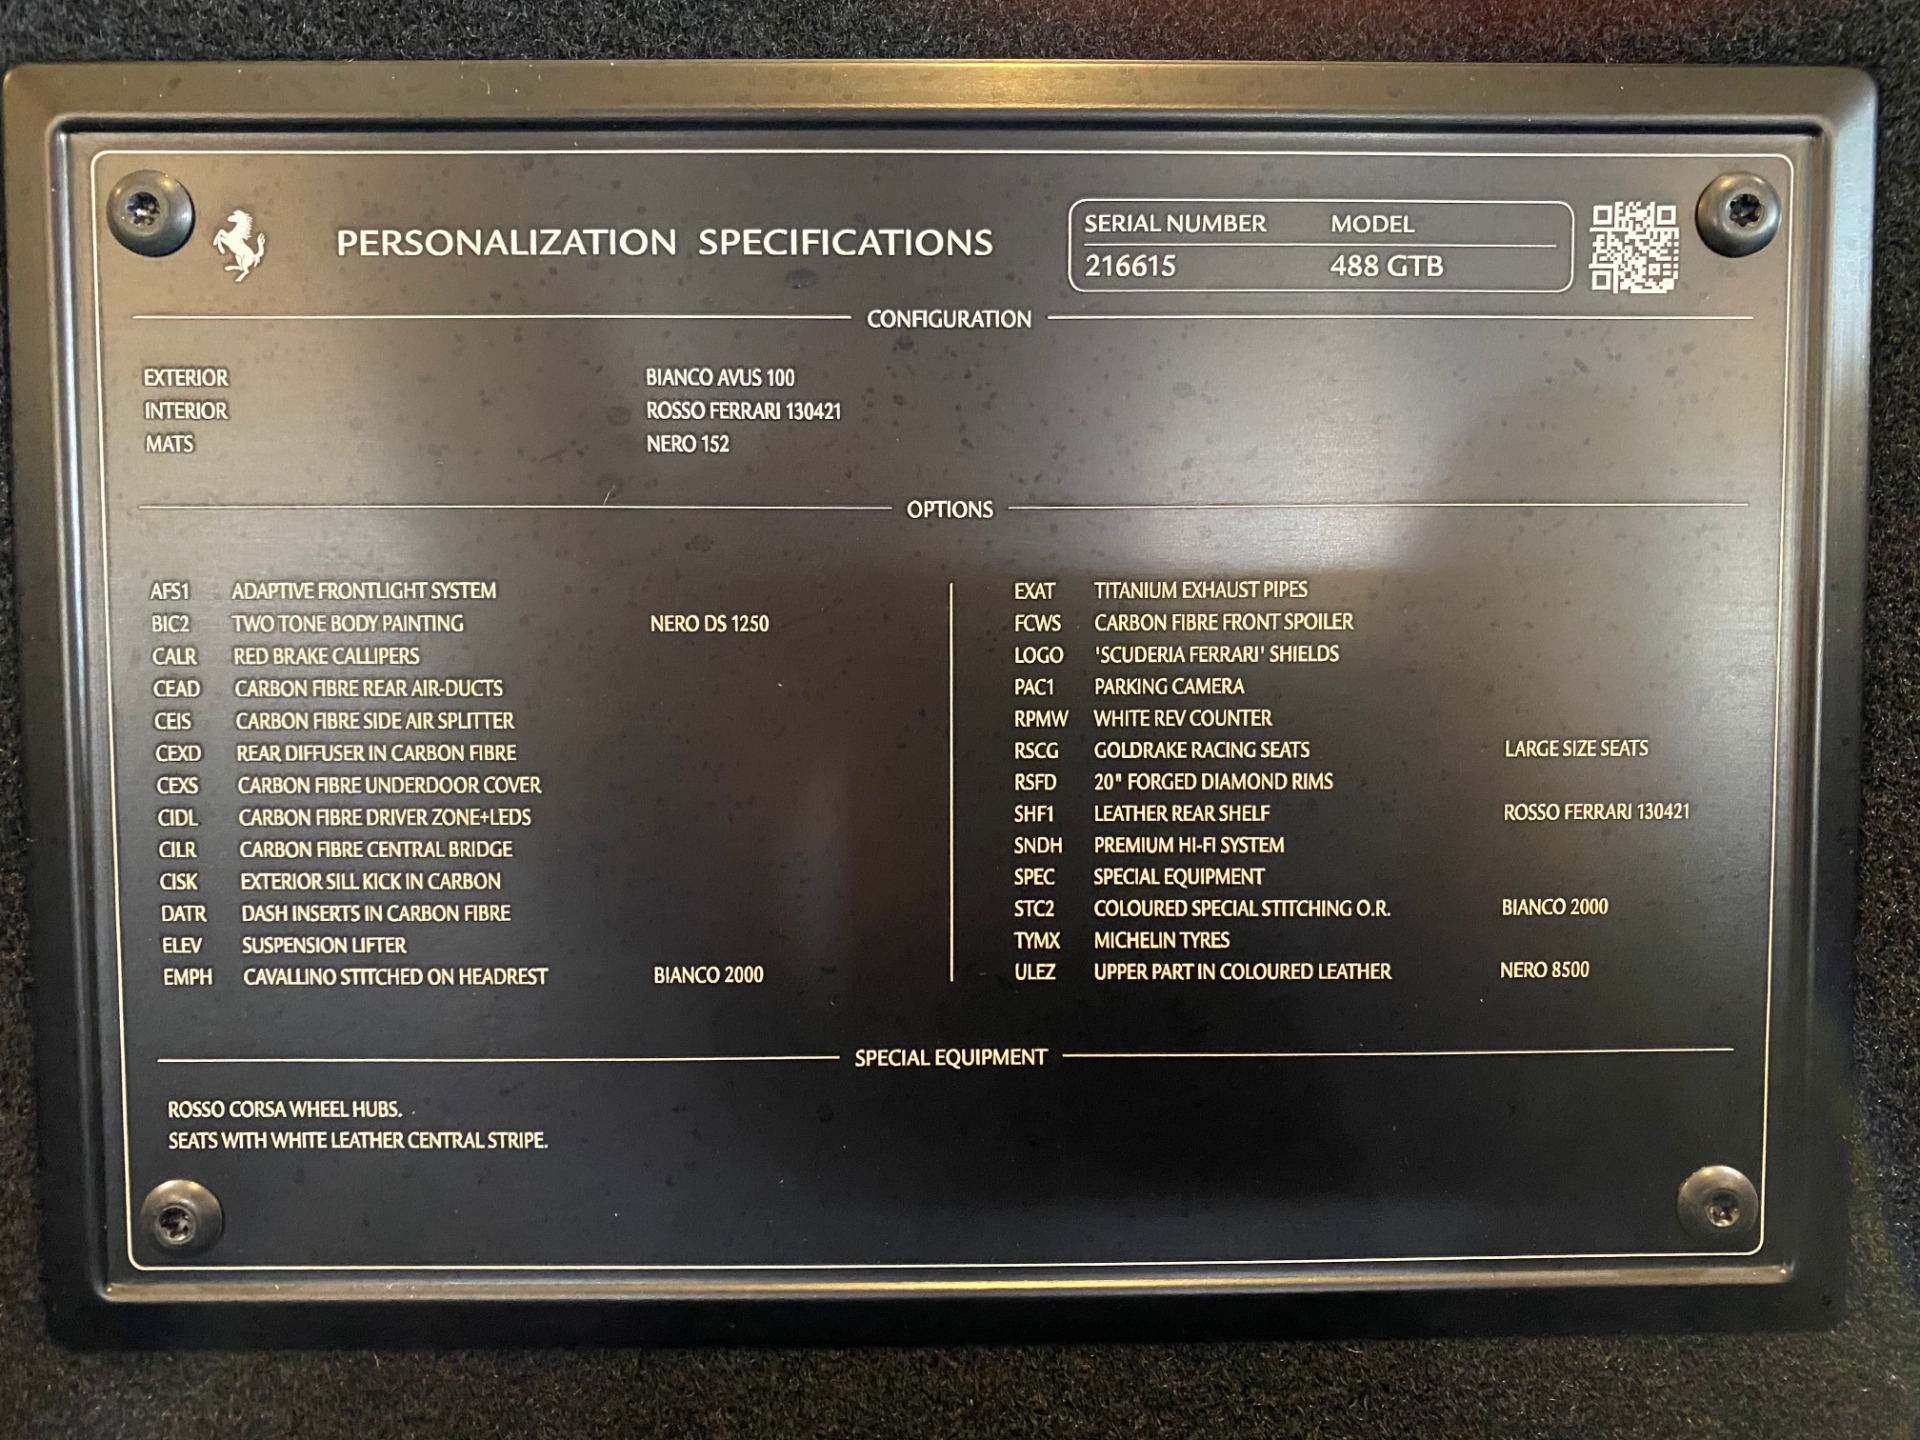 PERSONALIZATION SPECIFICATIONS
SERIAL NUMBER MODEL
216615 488 GTB
CONFIGURATION
EXTERIOR BIANCO AVUS 100
INTERIOR ROSSO FERRARI 130421
MATS NERO 152
OPTIONS
AFS1 ADAPTIVE FRONTLIGHT SYSTEM
BIC2 TWO TONE BODY PAINTING NERO DS 1250
CALR RED BRAKE CALLIPERS
CEAD CARBON FIBRE REAR AIR-DUCTS
CEIS CARBON FIBRE SIDE AIR SPLITTER
CEXD REAR DIFFUSER IN CARBON FIBRE
CEXS CARBON FIBRE UNDERDOOR COVER
CIDL CARBON FIBRE DRIVER ZONE+LEDS
CILR CARBON FIBRE CENTRAL BRIDGE
CISK EXTERIOR SILL KICK IN CARBON
DATR DASH INSERTS IN CARBON FIBRE
ELEV SUSPENSION LIFTER
EMPH CAVALLINO STITCHED ON HEADREST BIANCO 2000
EXAT TITANIUM EXHAUST PIPES
FCWS CARBON FIBRE FRONT SPOILER
LOGO 'SCUDERIA FERRARI' SHIELDS
PAC1 PARKING CAMERA
RPMW WHITE REV COUNTER
RSCG GOLDRAKE RACING SEATS LARGE SIZE SEATS
RSFD 20" FORGED DIAMOND RIMS
SHF1 LEATHER REAR SHELF ROSSO FERRARI 130421
SNDH PREMIUM HI-FI SYSTEM
SPEC SPECIAL EQUIPMENT
STC2 COLOURED SPECIAL STITCHING O.R. BIANCO 2000
TYMX MICHELIN TYRES
ULEZ UPPER PART IN COLOURED LEATHER NERO 8500
SPECIAL EQUIPMENT
ROSSO CORSA WHEEL HUBS.
SEATS WITH WHITE LEATHER CENTRAL STRIPE.